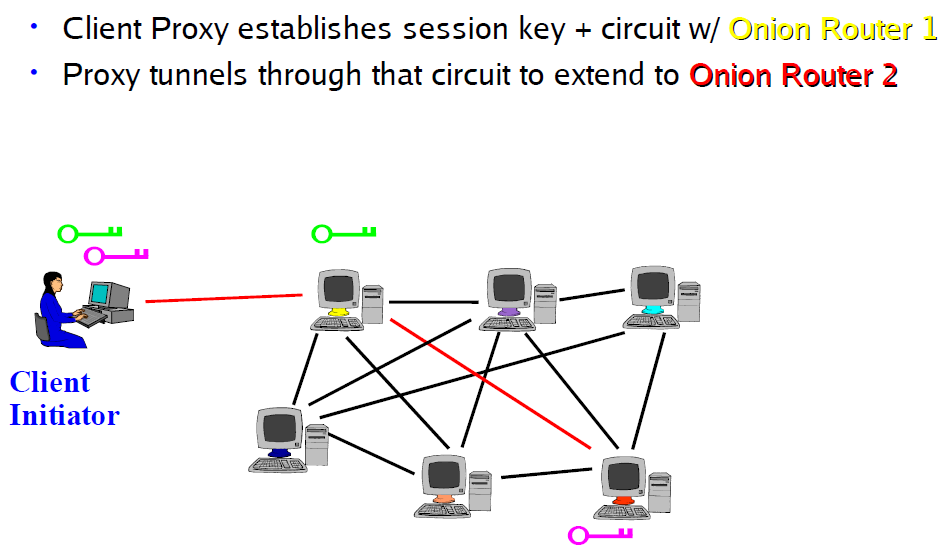 • Client Proxy establishes session key + circuit w/ Onion Router 1
• Proxy tunnels through that circuit to extend to Onion Router 2
Client
Initiator